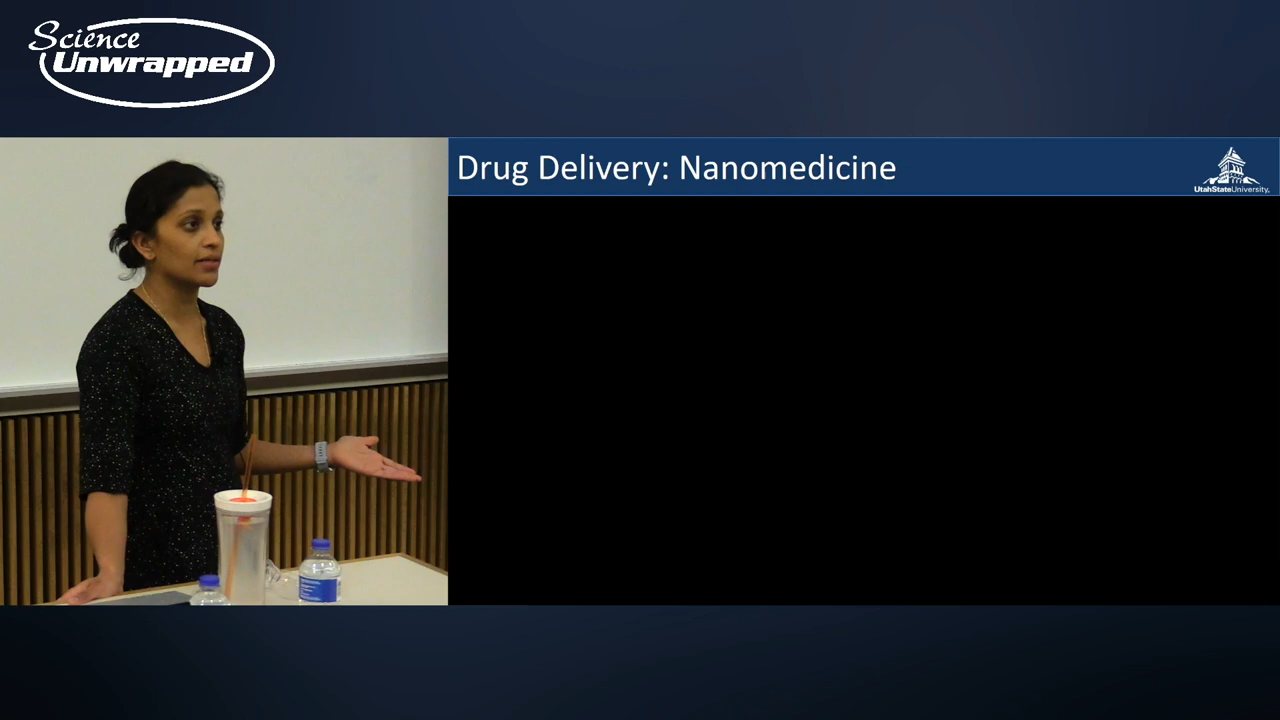 Science
Unwrapped
Drug Delivery: Nanomedicine
UtahStateUniversity